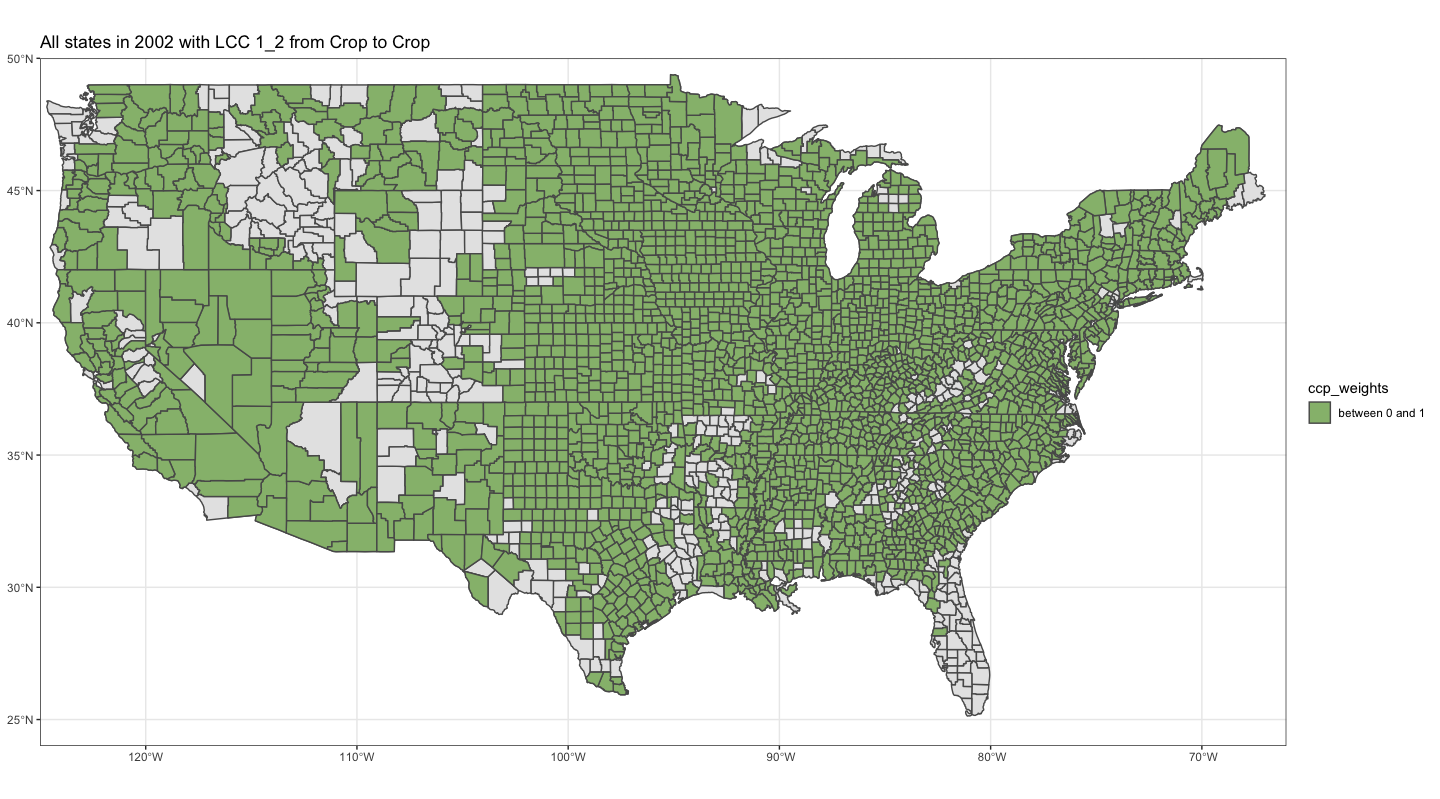 All states in 2002 with LCC 1_2 from Crop to Crop
50°N
45°N
40°N
35°N
30°N
25°N
120°W
110°W
100°W
90°W
80°W
70°W
ccp_weights
between 0 and 1